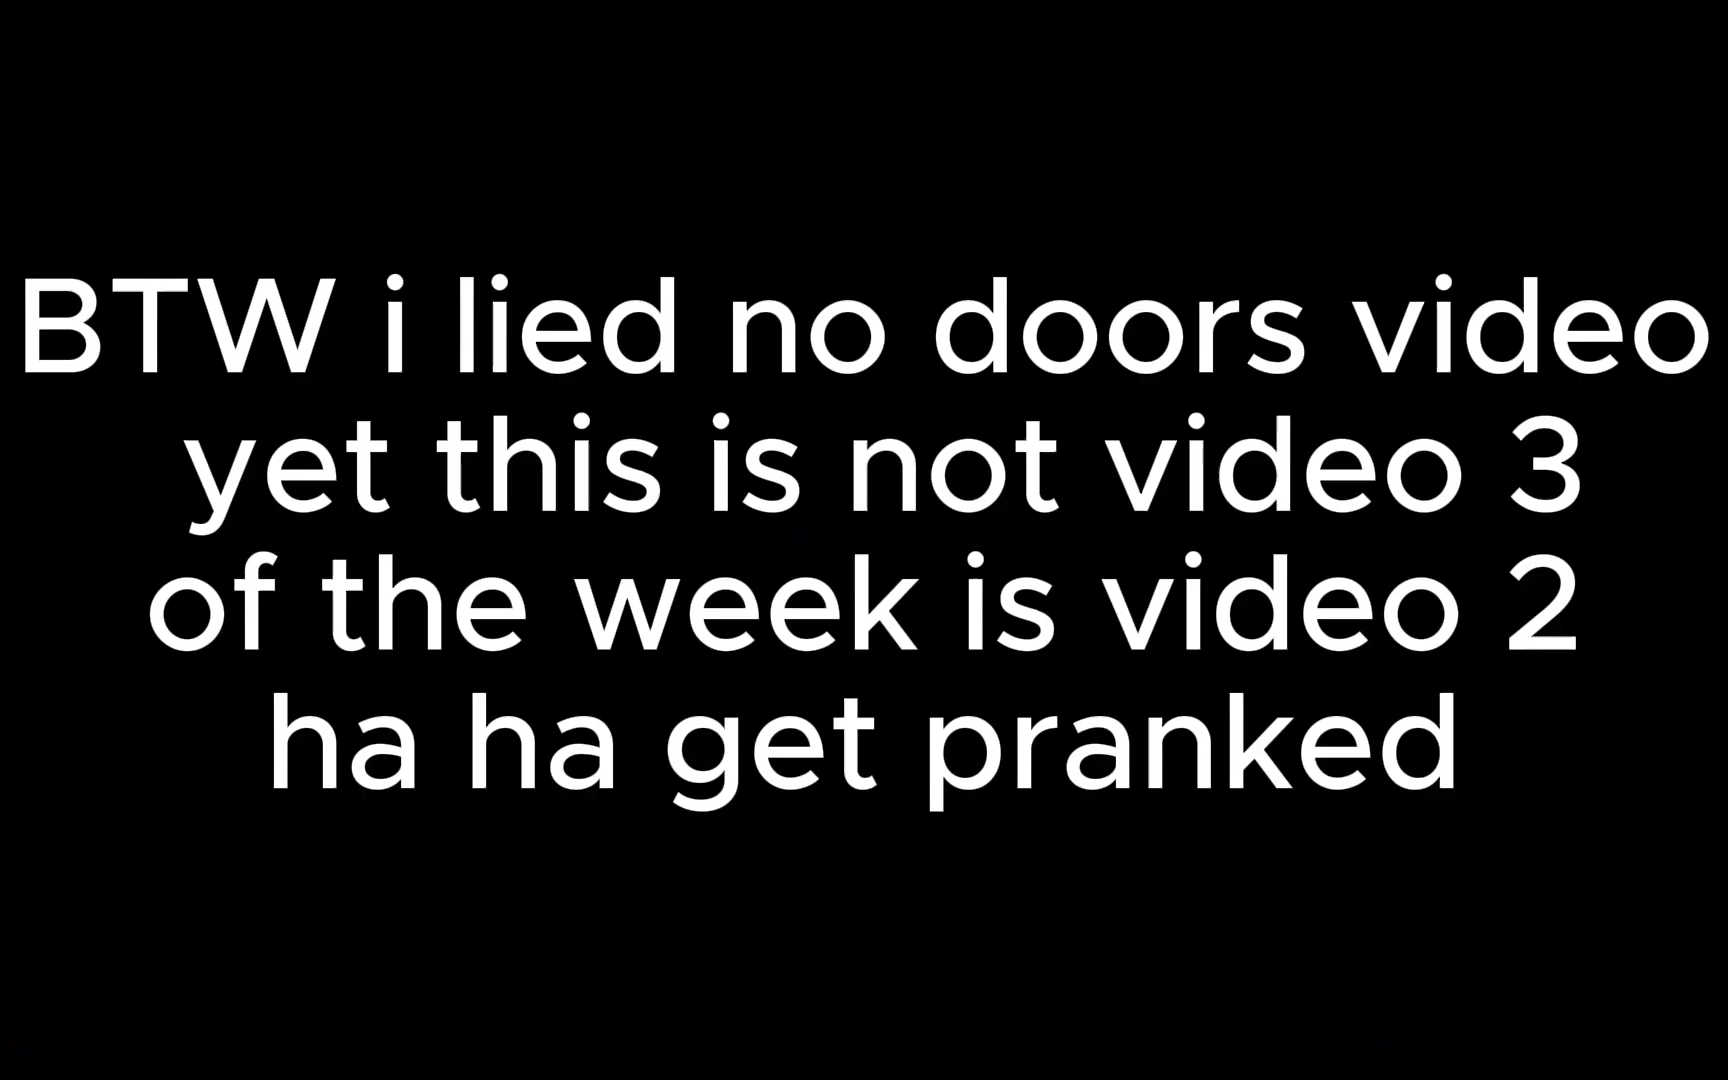 BTW i lied no doors video
yet this is not video 3
of the week is video 2
ha ha get pranked